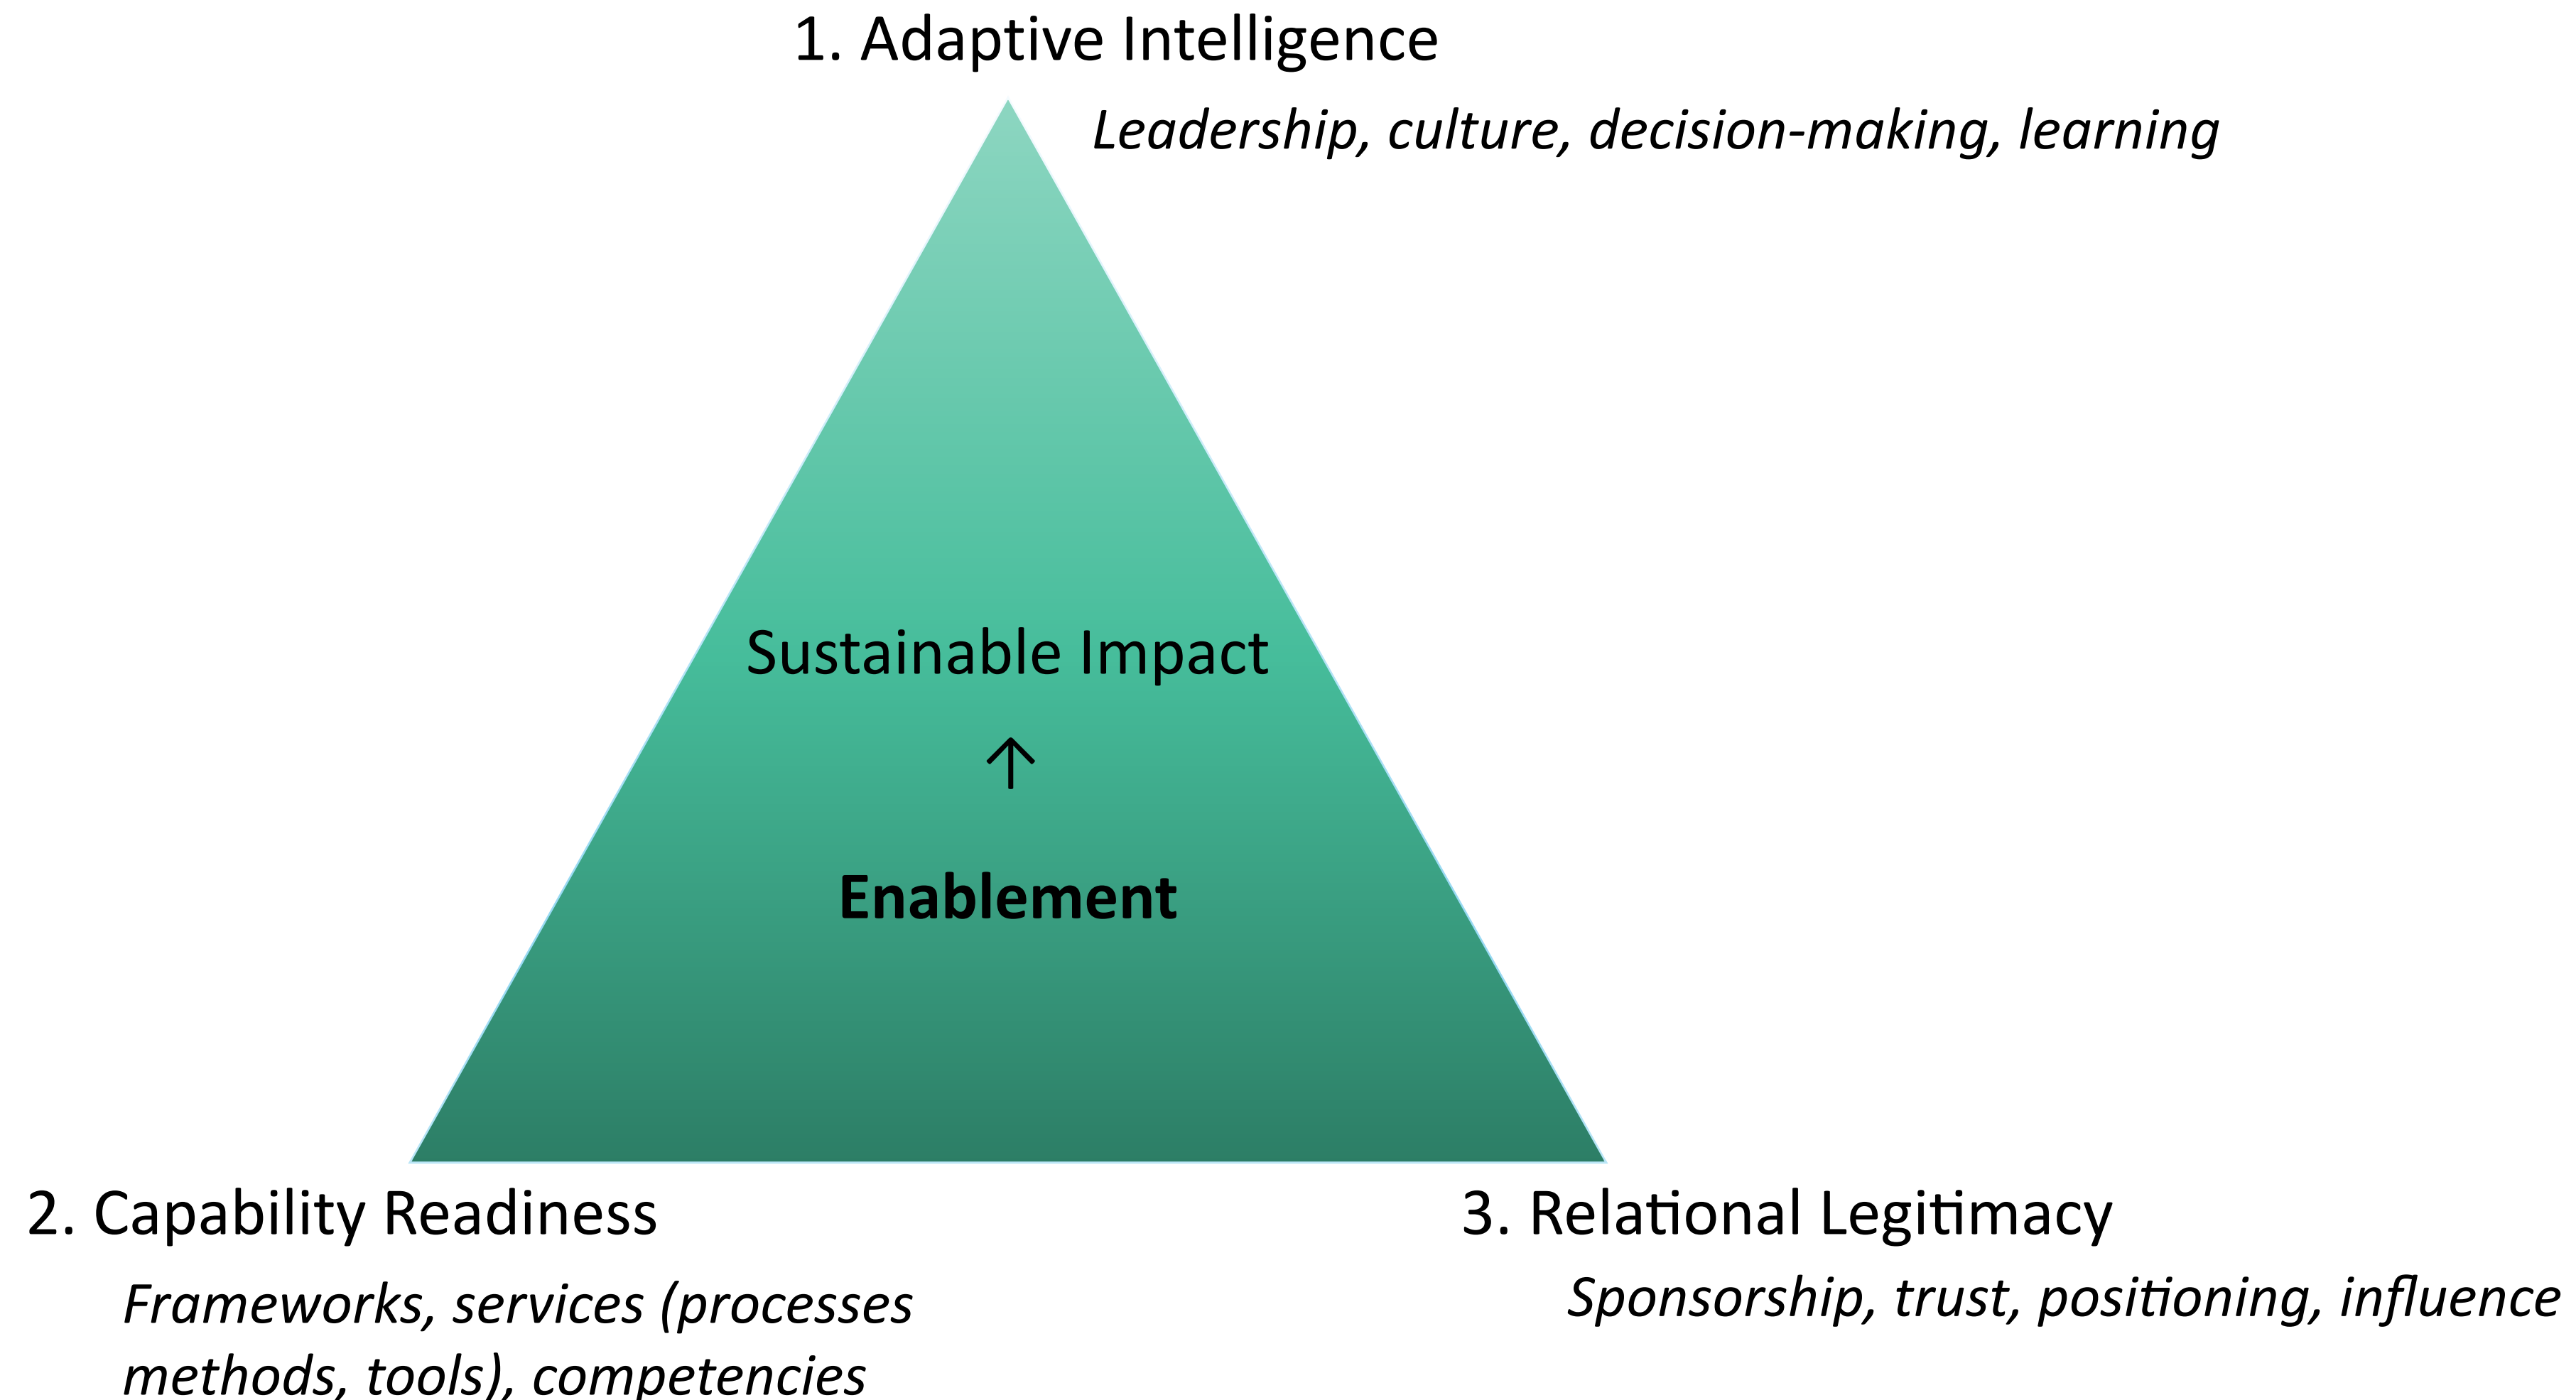 1. Adaptive Intelligence
Leadership, culture, decision-making, learning
Sustainable Impact
↑
Enablement
2. Capability Readiness
Frameworks, services (processes
methods, tools), competencies
3. Relational Legitimacy
Sponsorship, trust, positioning, influence